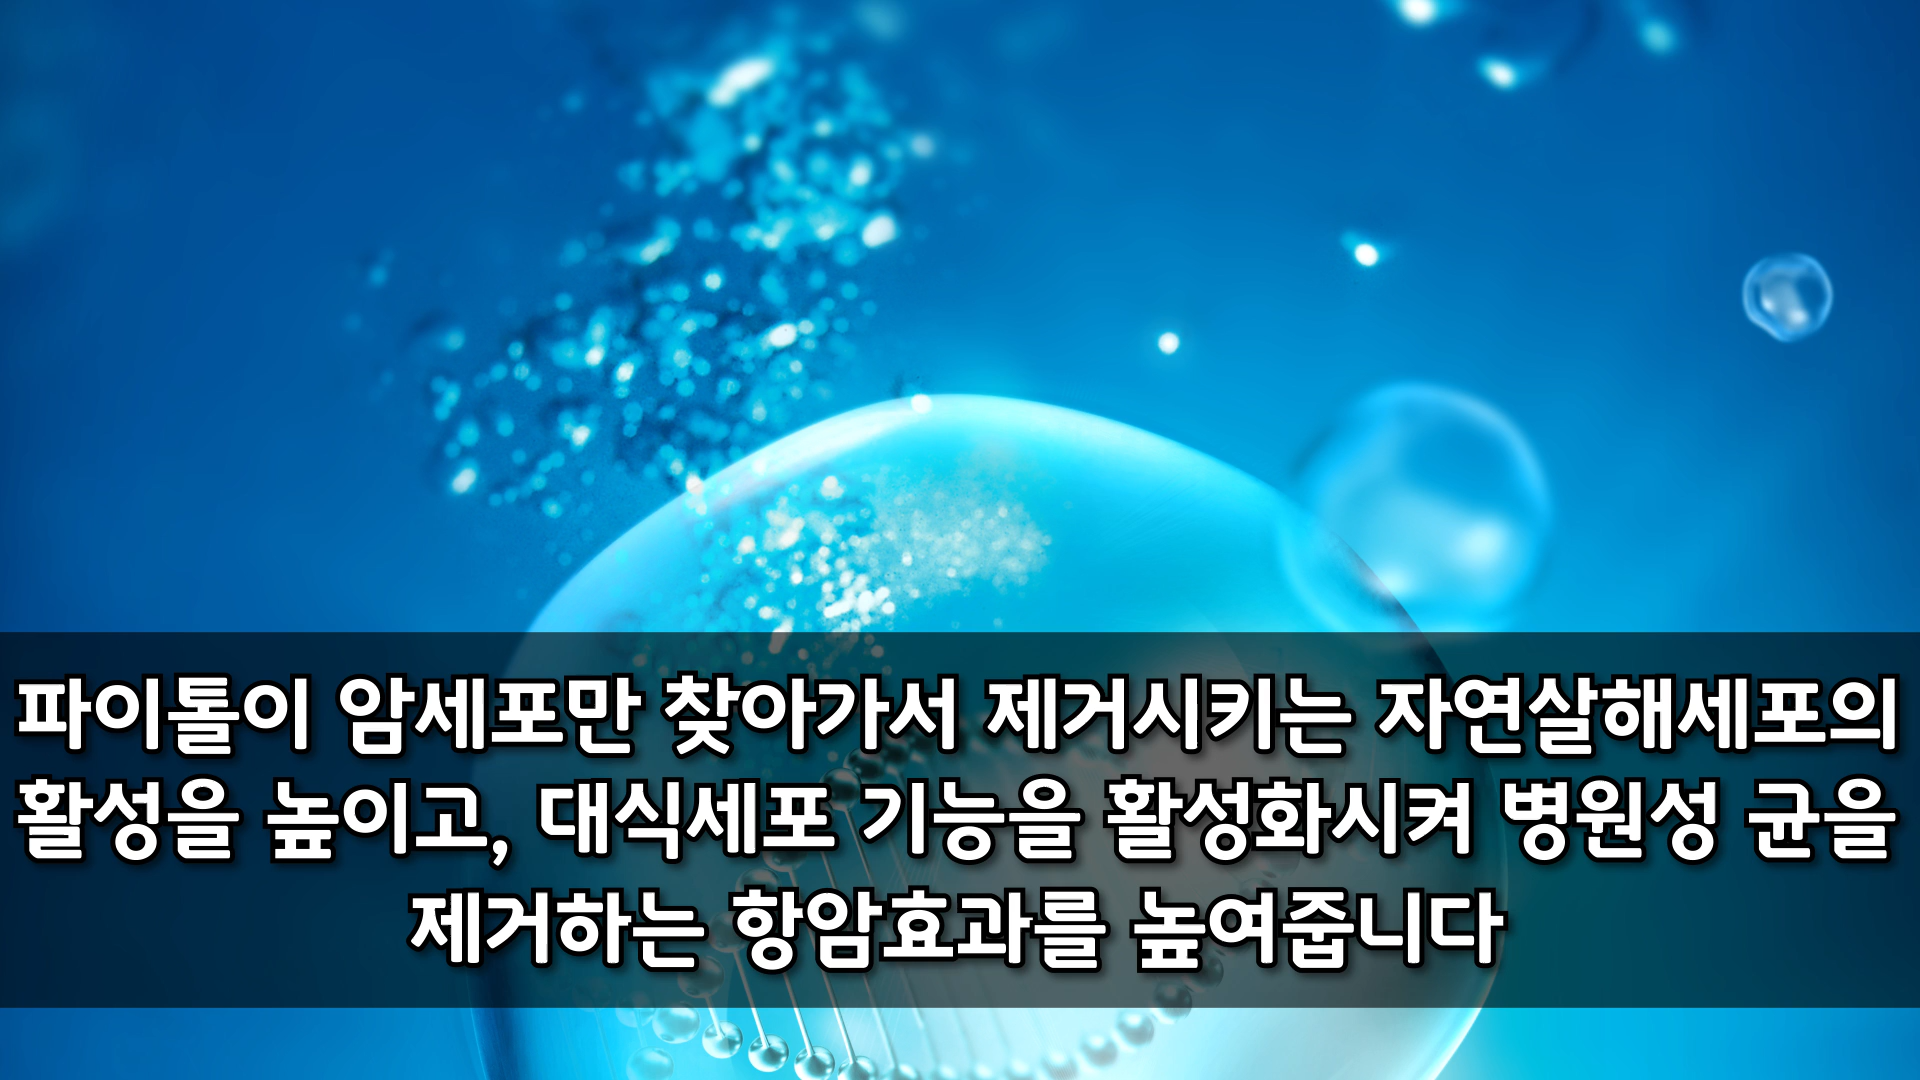 파이톨이 암세포만 찾아가서 제거시키는 자연살해세포의
활성을 높이고, 대식세포 기능을 활성화시켜 병원성 균을
제거하는 항암효과를 높여줍니다